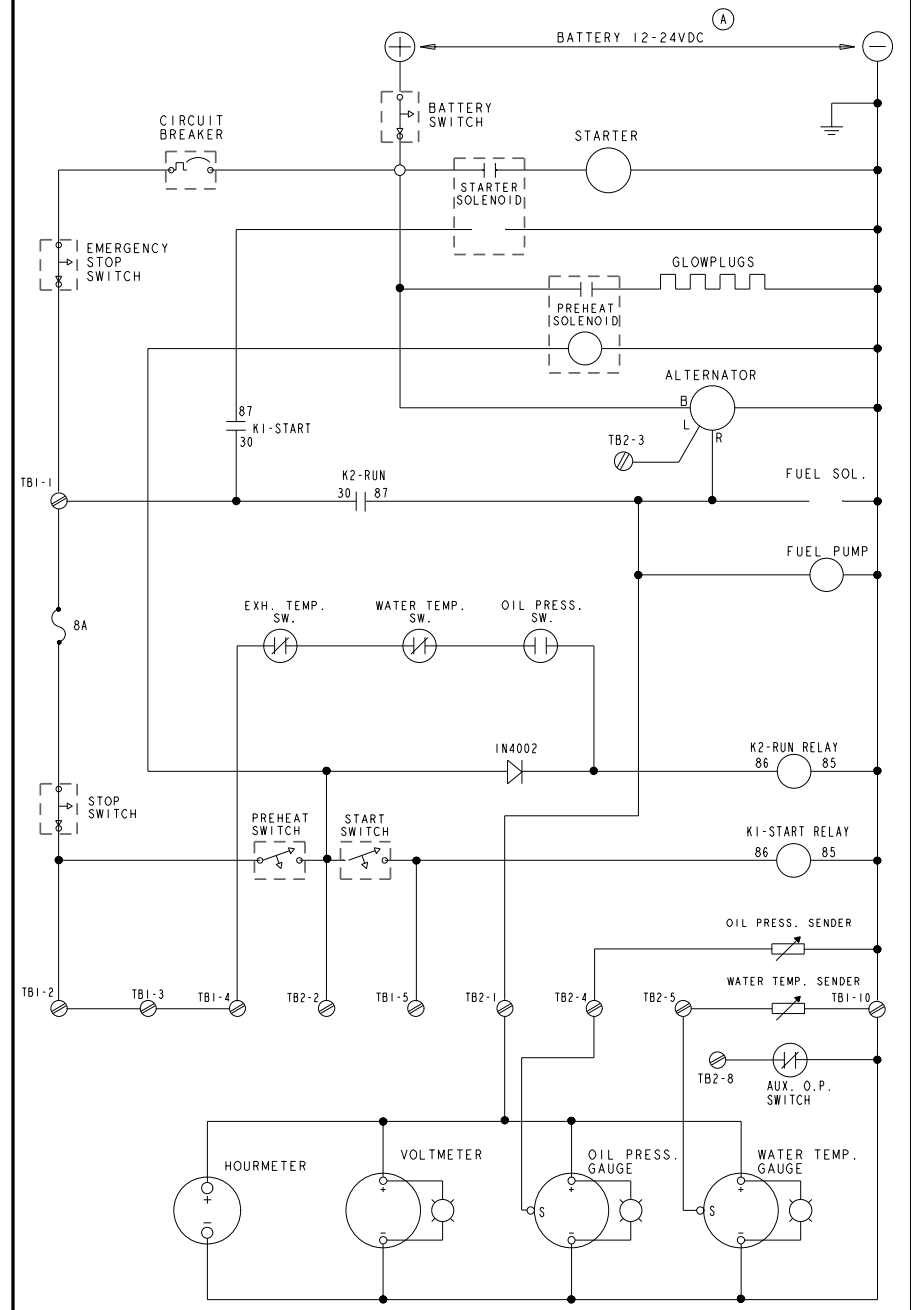 A
BATTERY 12-24VDC
+
−
BATTERY
SWITCH
CIRCUIT
BREAKER
STARTER
STARTER
SOLENOID
EMERGENCY
STOP
SWITCH
GLOWPLUGS
PREHEAT
SOLENOID
ALTERNATOR
B
L
R
87
K1-START
30
TB2-3
K2-RUN
FUEL SOL.
TB1-1
30
87
FUEL PUMP
EXH. TEMP.
SW.
WATER TEMP.
SW.
OIL PRESS.
SW.
8A
1N4002
K2-RUN RELAY
86
85
STOP
SWITCH
PREHEAT
SWITCH
START
SWITCH
K1-START RELAY
86
85
OIL PRESS. SENDER
WATER TEMP. SENDER
TB1-2
TB1-3
TB1-4
TB2-2
TB1-5
TB2-1
TB2-4
TB2-5
TB1-10
TB2-8
AUX. O.P.
SWITCH
HOURMETER
+
−
VOLTMETER
+
−
OIL PRESS.
GAUGE
+
S
−
WATER TEMP.
GAUGE
+
S
−